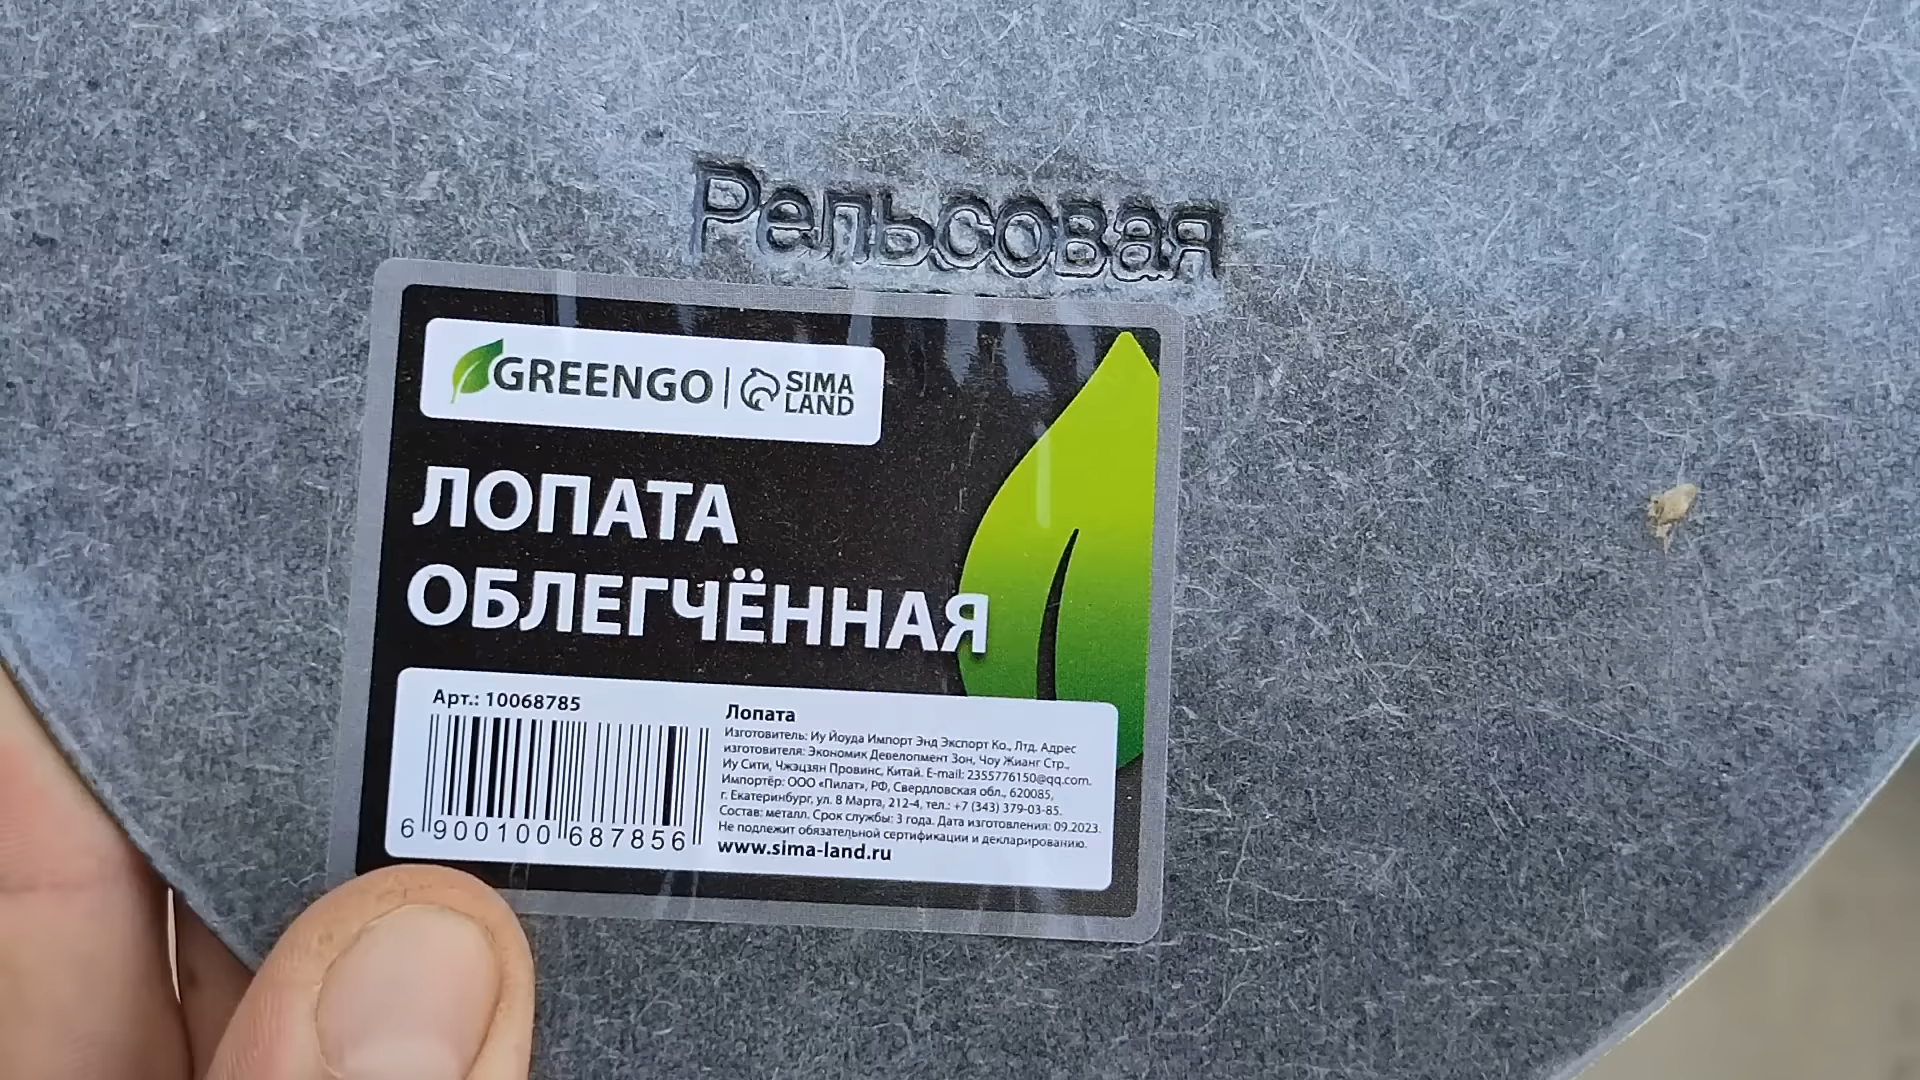 Рельсовая
GREENGO | SIMA LAND
ЛОПАТА
ОБЛЕГЧЁННАЯ
Арт.: 10068785
6 900100 687856
Лопата
Изготовитель: Иу Йоуда Импорт Энд Экспорт Ко., Лтд. Адрес
изготовителя: Экономик Девелопмент Зон, Чоу Жианг Стр.,
Иу Сити, Чжэцзян Провинс, Китай. E-mail: 2355776150@qq.com.
Импортёр: ООО «Пилат», РФ, Свердловская обл., 620085,
г. Екатеринбург, ул. 8 Марта, 212-4, тел.: +7 (343) 379-03-85.
Состав: металл. Срок службы: 3 года. Дата изготовления: 09.2023.
Не подлежит обязательной сертификации и декларированию.
www.sima-land.ru